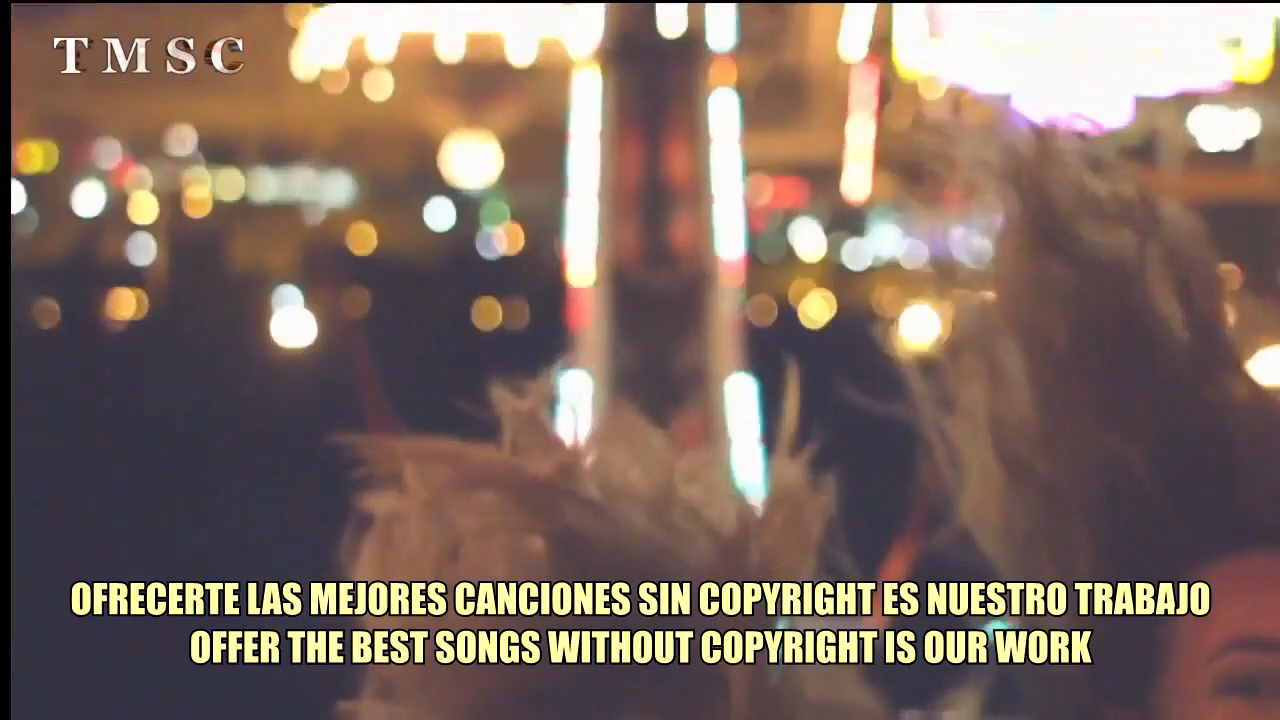 TMSC
OFRECERTE LAS MEJORES CANCIONES SIN COPYRIGHT ES NUESTRO TRABAJO
OFFER THE BEST SONGS WITHOUT COPYRIGHT IS OUR WORK